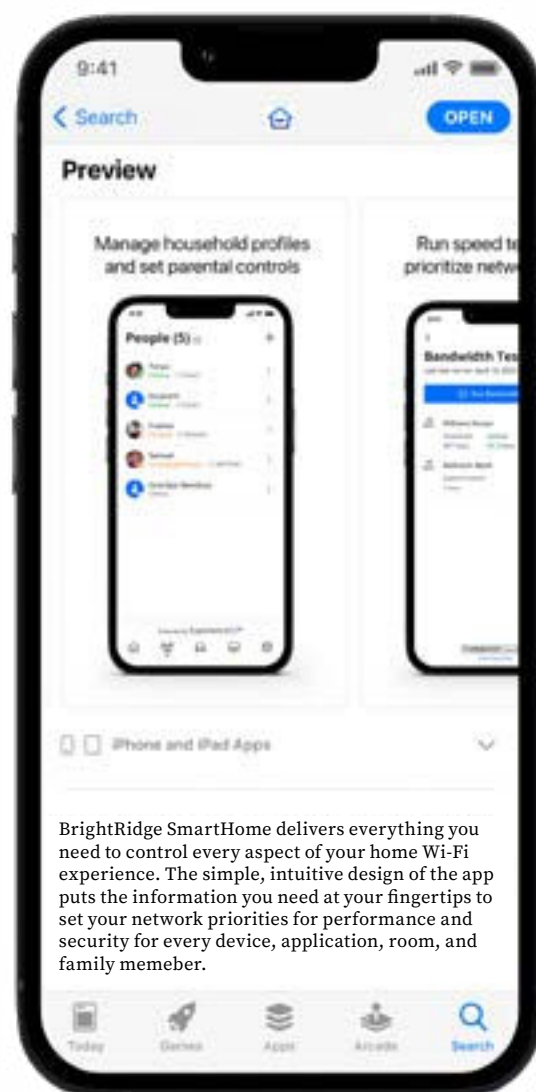 9:41
Search
OPEN
Preview
Manage household profiles
and set parental controls
Run speed te
prioritize netw
People (5)
Bandwidth Tes
iPhone and iPad Apps
BrightRidge SmartHome delivers everything you
need to control every aspect of your home Wi-Fi
experience. The simple, intuitive design of the app
puts the information you need at your fingertips to
set your network priorities for performance and
security for every device, application, room, and
family memeber.
Today
Games
Apps
Arcade
Search